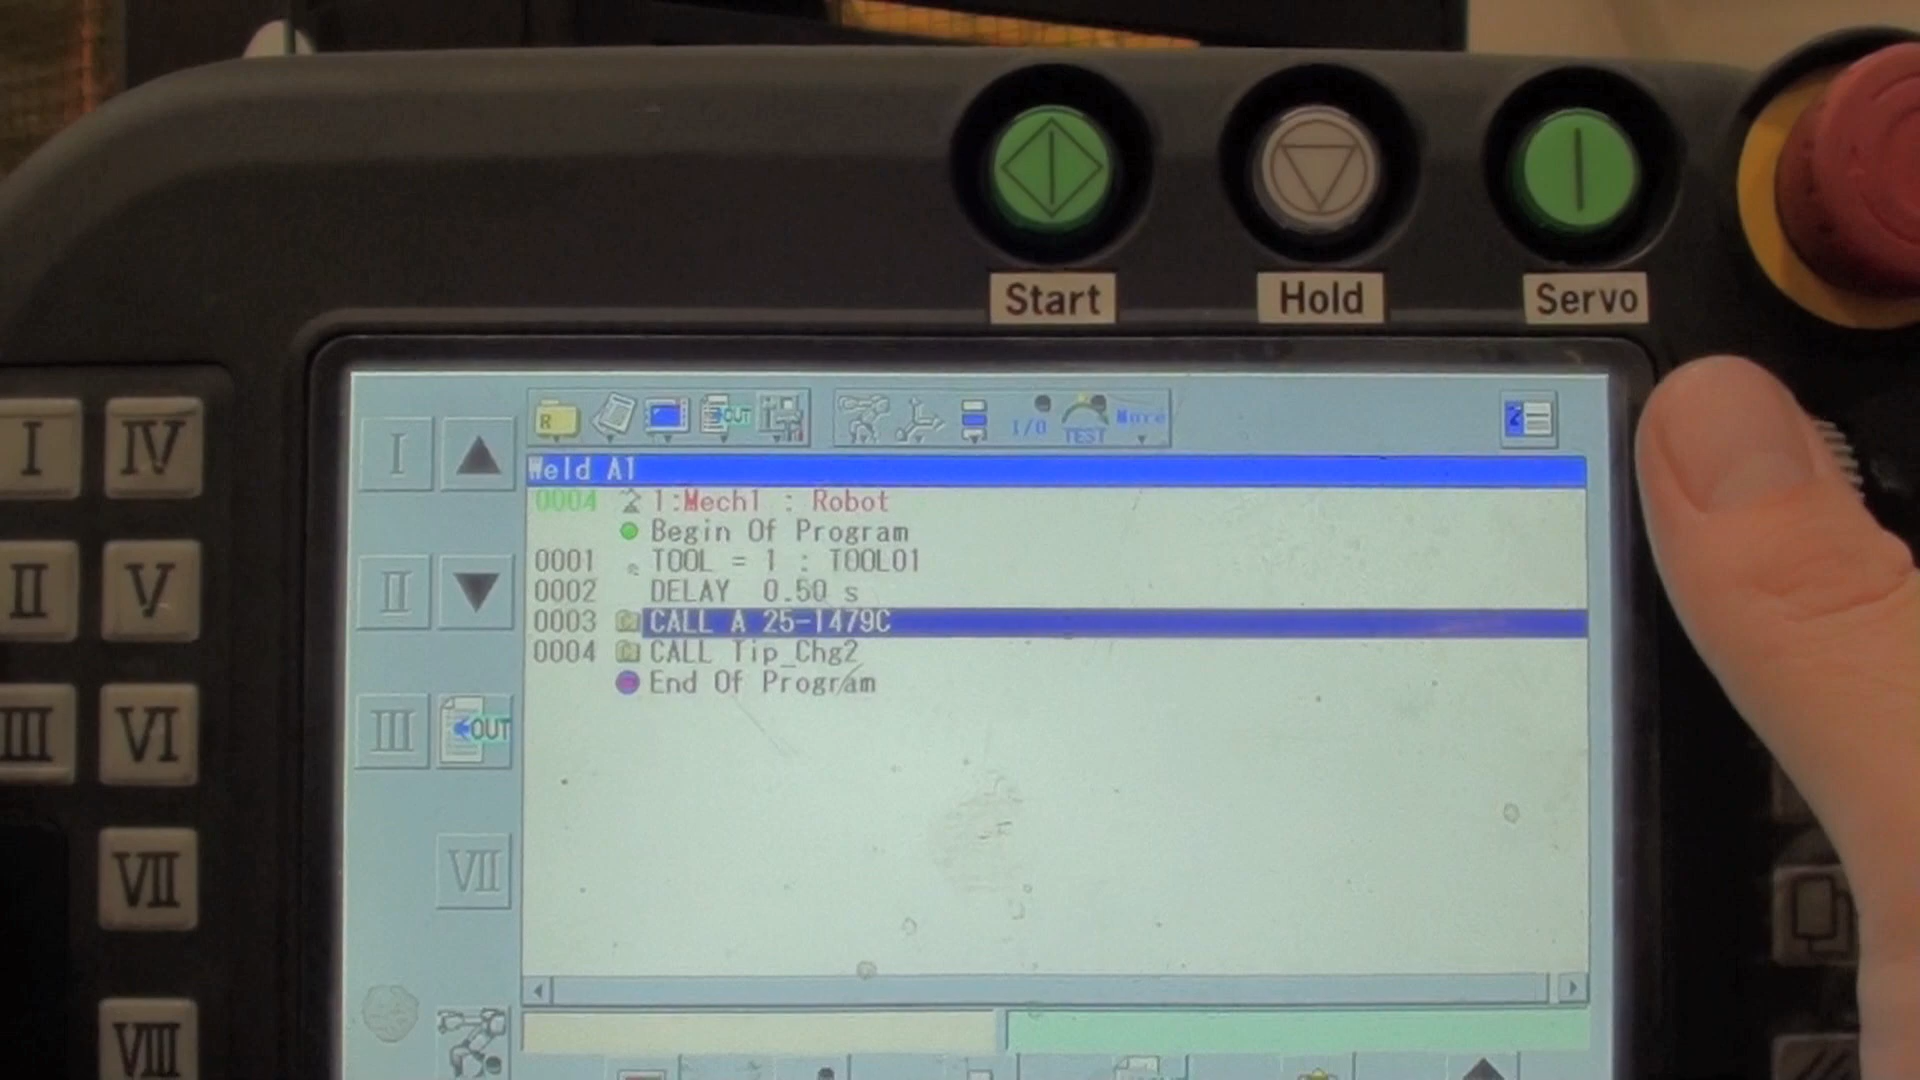 Start
Hold
Servo
I
IV
II
V
III
VI
VII
VIII
I
II
III
OUT
VII
R
OUT
I/O
TEST
More
Weld A1
0004 1:Mech1 : Robot
Begin Of Program
0001 TOOL = 1 : TOOL01
0002 DELAY 0.50 s
0003 CALL A 25-1479C
0004 CALL Tip_Chg2
End Of Program